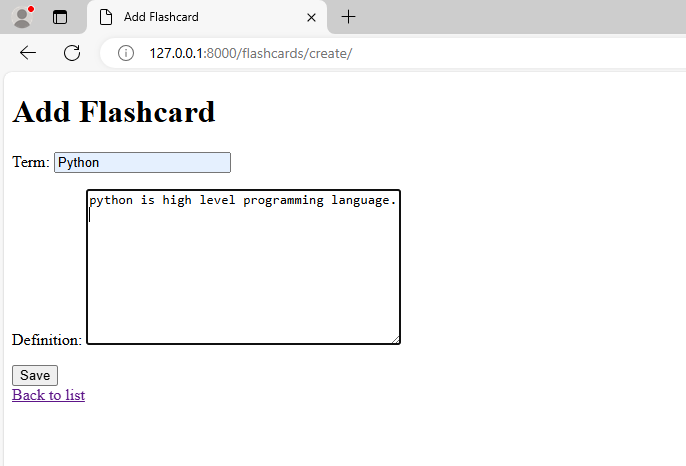 Add Flashcard
127.0.0.1:8000/flashcards/create/
Add Flashcard
Term: Python
python is high level programming language.
Definition:
Save
Back to list